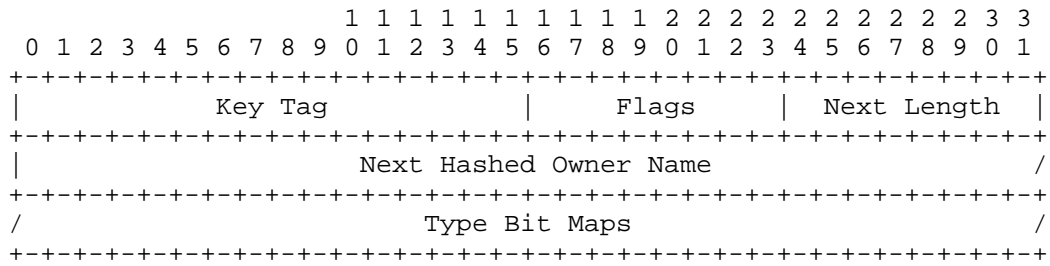 1 1 1 1 1 1 1 1 1 1 2 2 2 2 2 2 2 2 2 2 3 3
 0 1 2 3 4 5 6 7 8 9 0 1 2 3 4 5 6 7 8 9 0 1 2 3 4 5 6 7 8 9 0 1
+-+-+-+-+-+-+-+-+-+-+-+-+-+-+-+-+-+-+-+-+-+-+-+-+-+-+-+-+-+-+-+-+
|            Key Tag            |     Flags     |  Next Length  |
+-+-+-+-+-+-+-+-+-+-+-+-+-+-+-+-+-+-+-+-+-+-+-+-+-+-+-+-+-+-+-+-+
|                     Next Hashed Owner Name                    /
+-+-+-+-+-+-+-+-+-+-+-+-+-+-+-+-+-+-+-+-+-+-+-+-+-+-+-+-+-+-+-+-+
/                         Type Bit Maps                         /
+-+-+-+-+-+-+-+-+-+-+-+-+-+-+-+-+-+-+-+-+-+-+-+-+-+-+-+-+-+-+-+-+